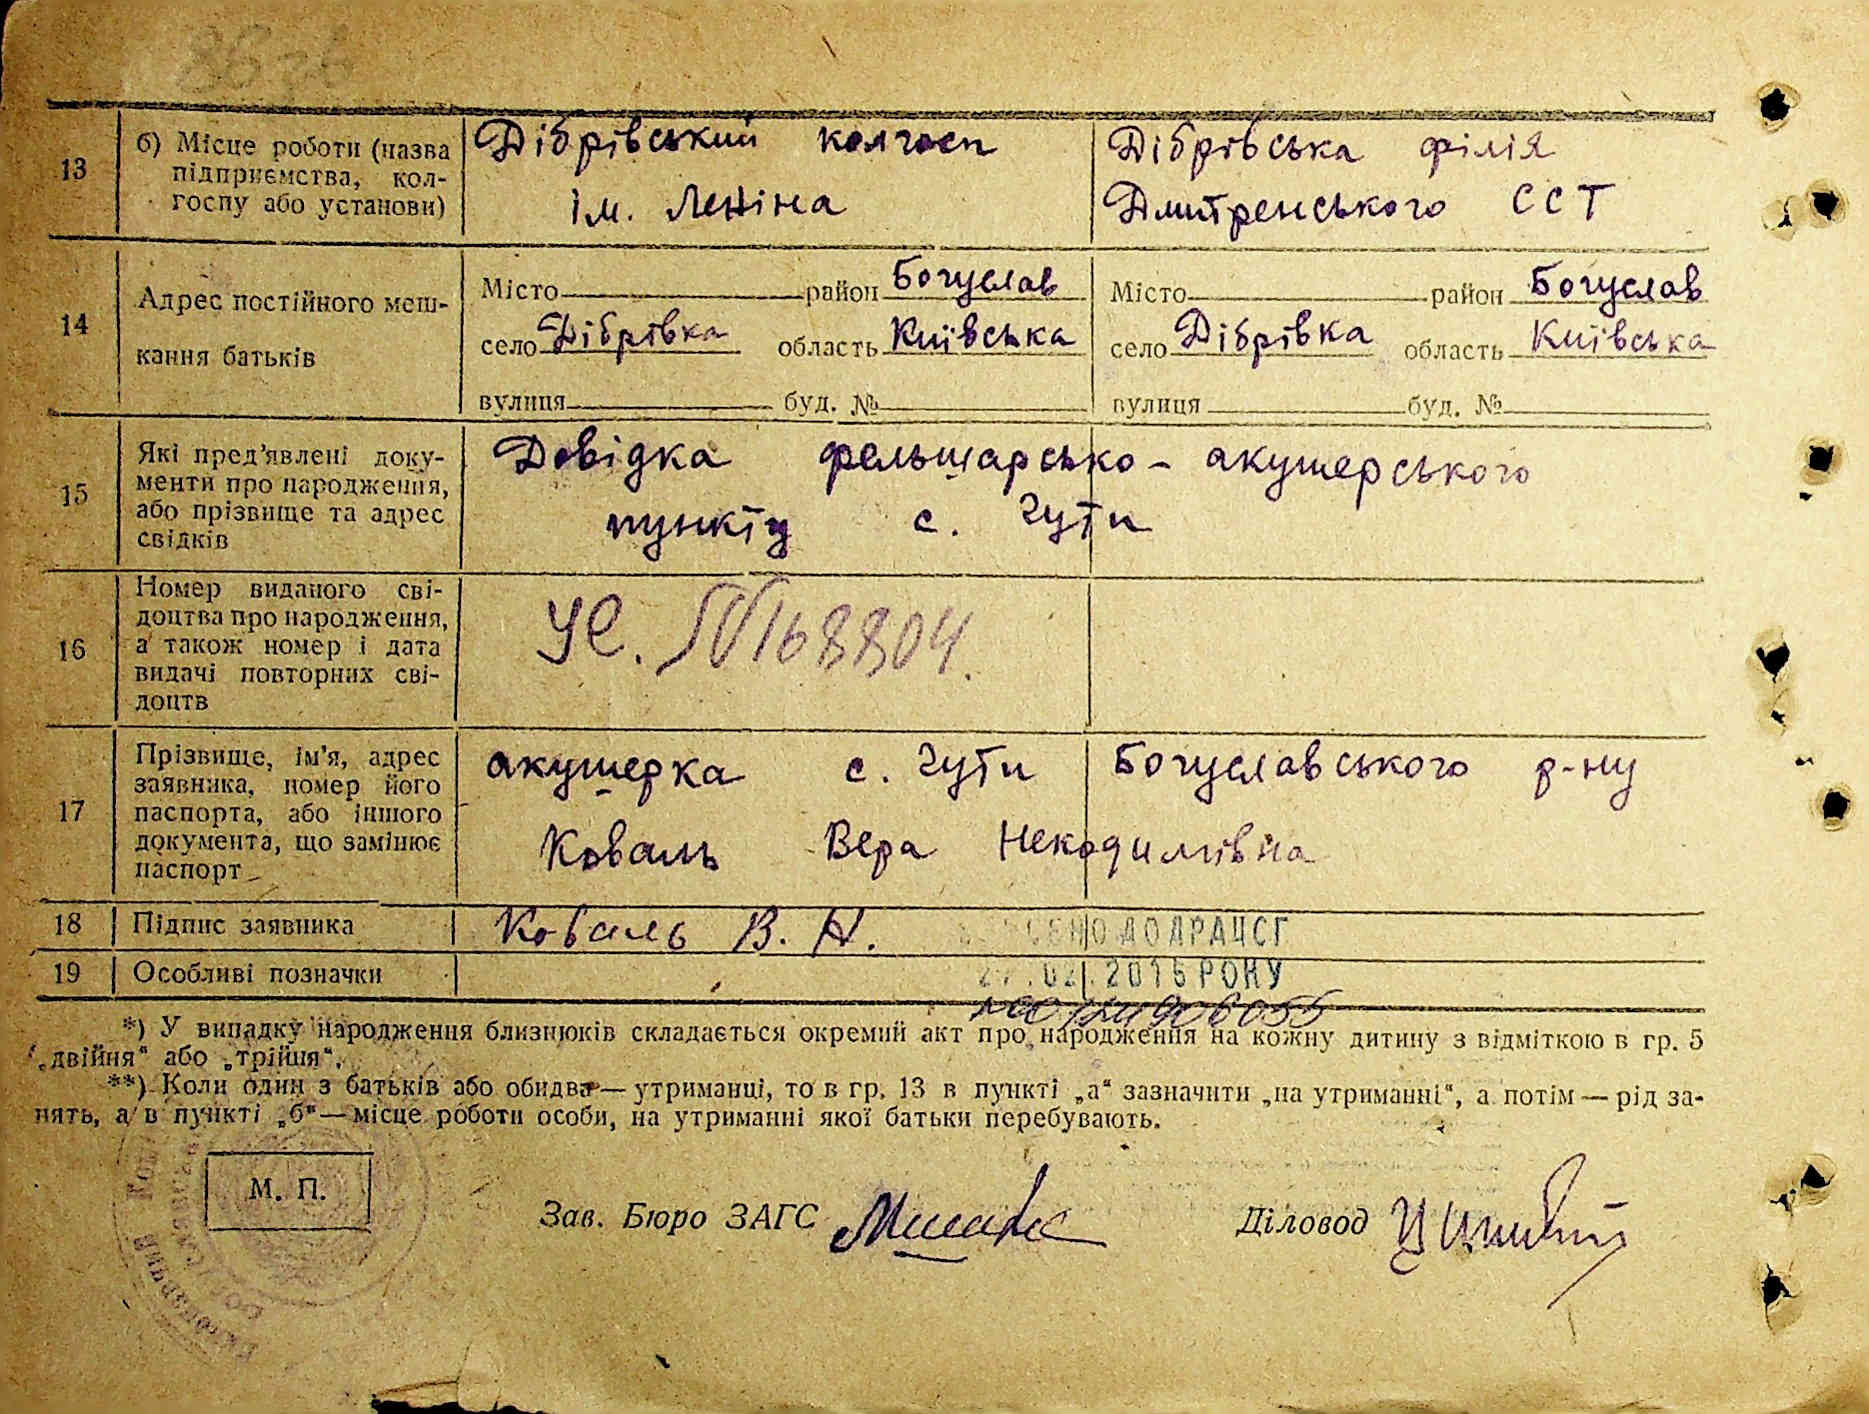 13
б) Місце роботи (назва
підприємства, кол-
госпу або установи)
Дібрівський колгосп
ім. Леніна
Дібрівська філія
Дмитренського ССТ
14
Адрес постійного меш-
кання батьків
Місто район Богуслав
село Дібрівка область Київська
вулиця буд. №
Місто район Богуслав
село Дібрівка область Київська
вулиця буд. №
15
Які пред'явлені доку-
менти про народження,
або прізвище та адрес
свідків
Довідка фельшарсько-акушерського
пункту с. Гути
16
Номер виданого сві-
доцтва про народження,
а також номер і дата
видачі повторних сві-
доцтв
168804
17
Прізвище, ім'я, адрес
заявника, номер його
паспорта, або іншого
документа, що замінює
паспорт
акушерка с. Гути Богуславського р-ну
Коваль Вера Некодимівна
18
Підпис заявника
Коваль В. Н.
ДО ДРАЦСГ
19
Особливі позначки
РОКУ
*) У випадку народження близнюків складається окремий акт про народження на кожну дитину з відміткою в гр. 5
„двійня“ або „трійня“.
**) Коли один з батьків або обидва — утриманці, то в гр. 13 в пункті „а“ зазначити „на утриманні“, а потім — рід за-
нять, а в пункті „б“ — місце роботи особи, на утриманні якої батьки перебувають.
М. П.
Зав. Бюро ЗАГС
Діловод